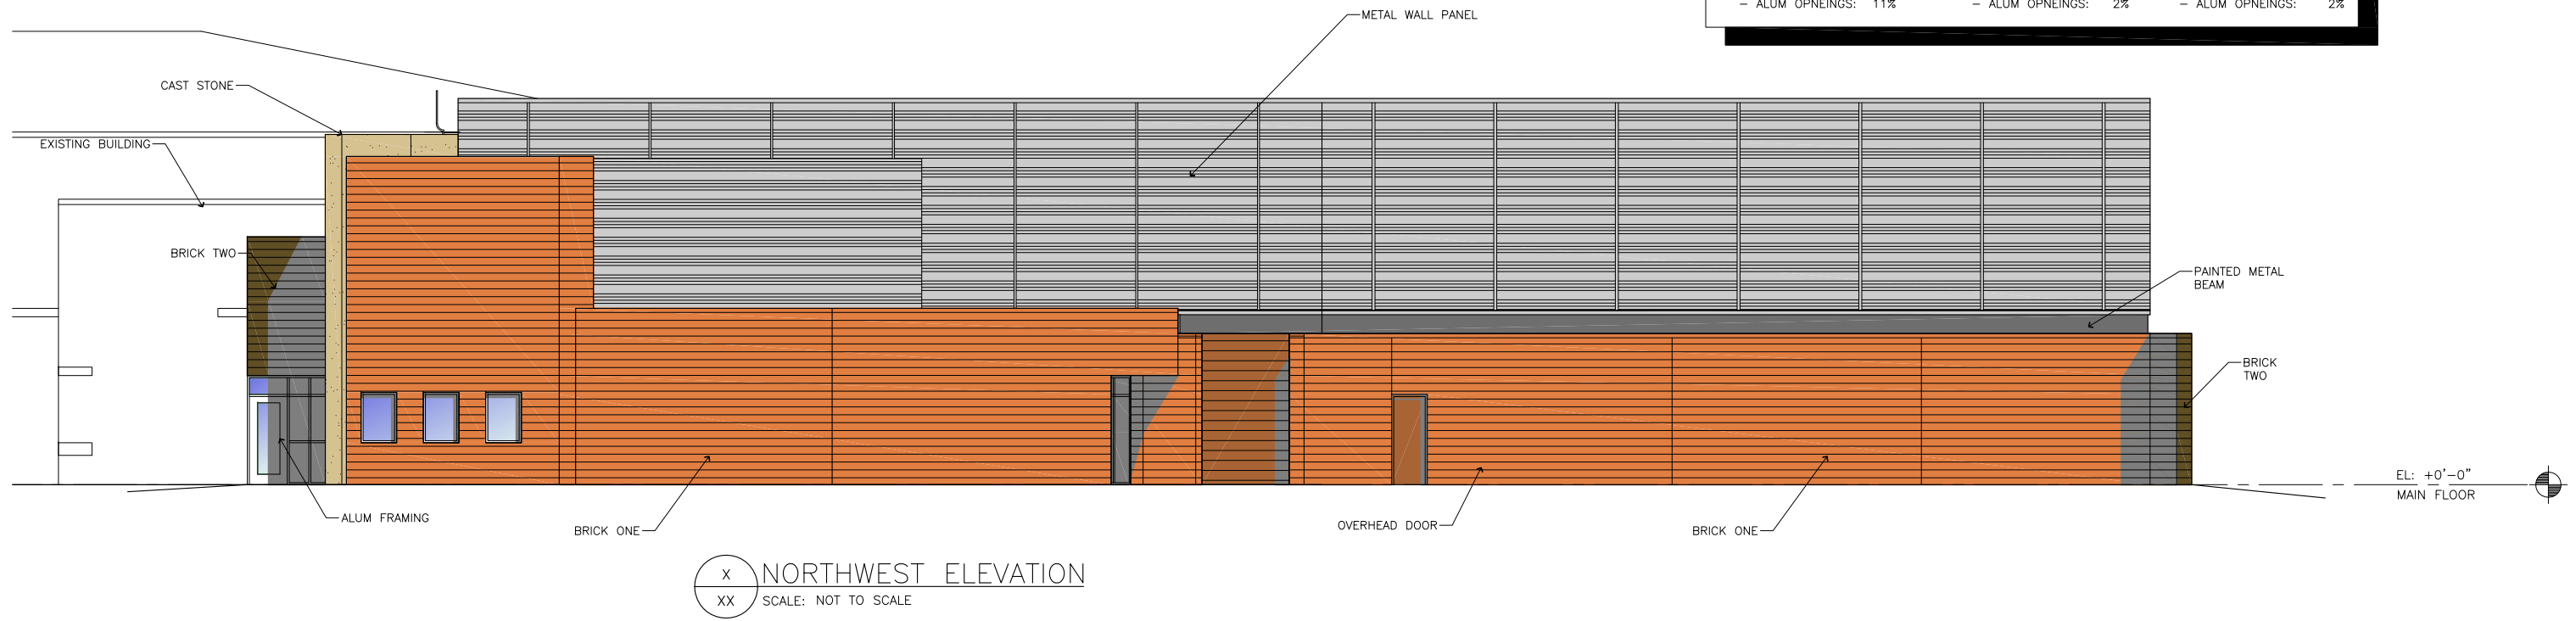 – ALUM OPNEINGS: 11% – ALUM OPNEINGS: 2% – ALUM OPNEINGS: 2%
METAL WALL PANEL
CAST STONE
EXISTING BUILDING
BRICK TWO
PAINTED METAL
BEAM
BRICK
TWO
EL: +0'–0"
MAIN FLOOR
ALUM FRAMING
BRICK ONE
OVERHEAD DOOR
BRICK ONE
X
NORTHWEST ELEVATION
XX
SCALE: NOT TO SCALE